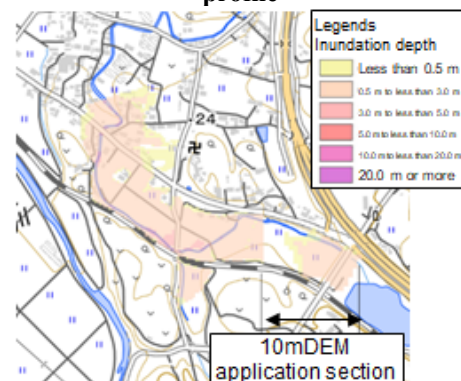 profile
Legends
Inundation depth
Less than 0.5 m
0.5 m to less than 3.0 m
3.0 m to less than 5.0 m
5.0 m to less than 10.0 m
10.0 m to less than 20.0 m
20.0 m or more
24
10mDEM
application section